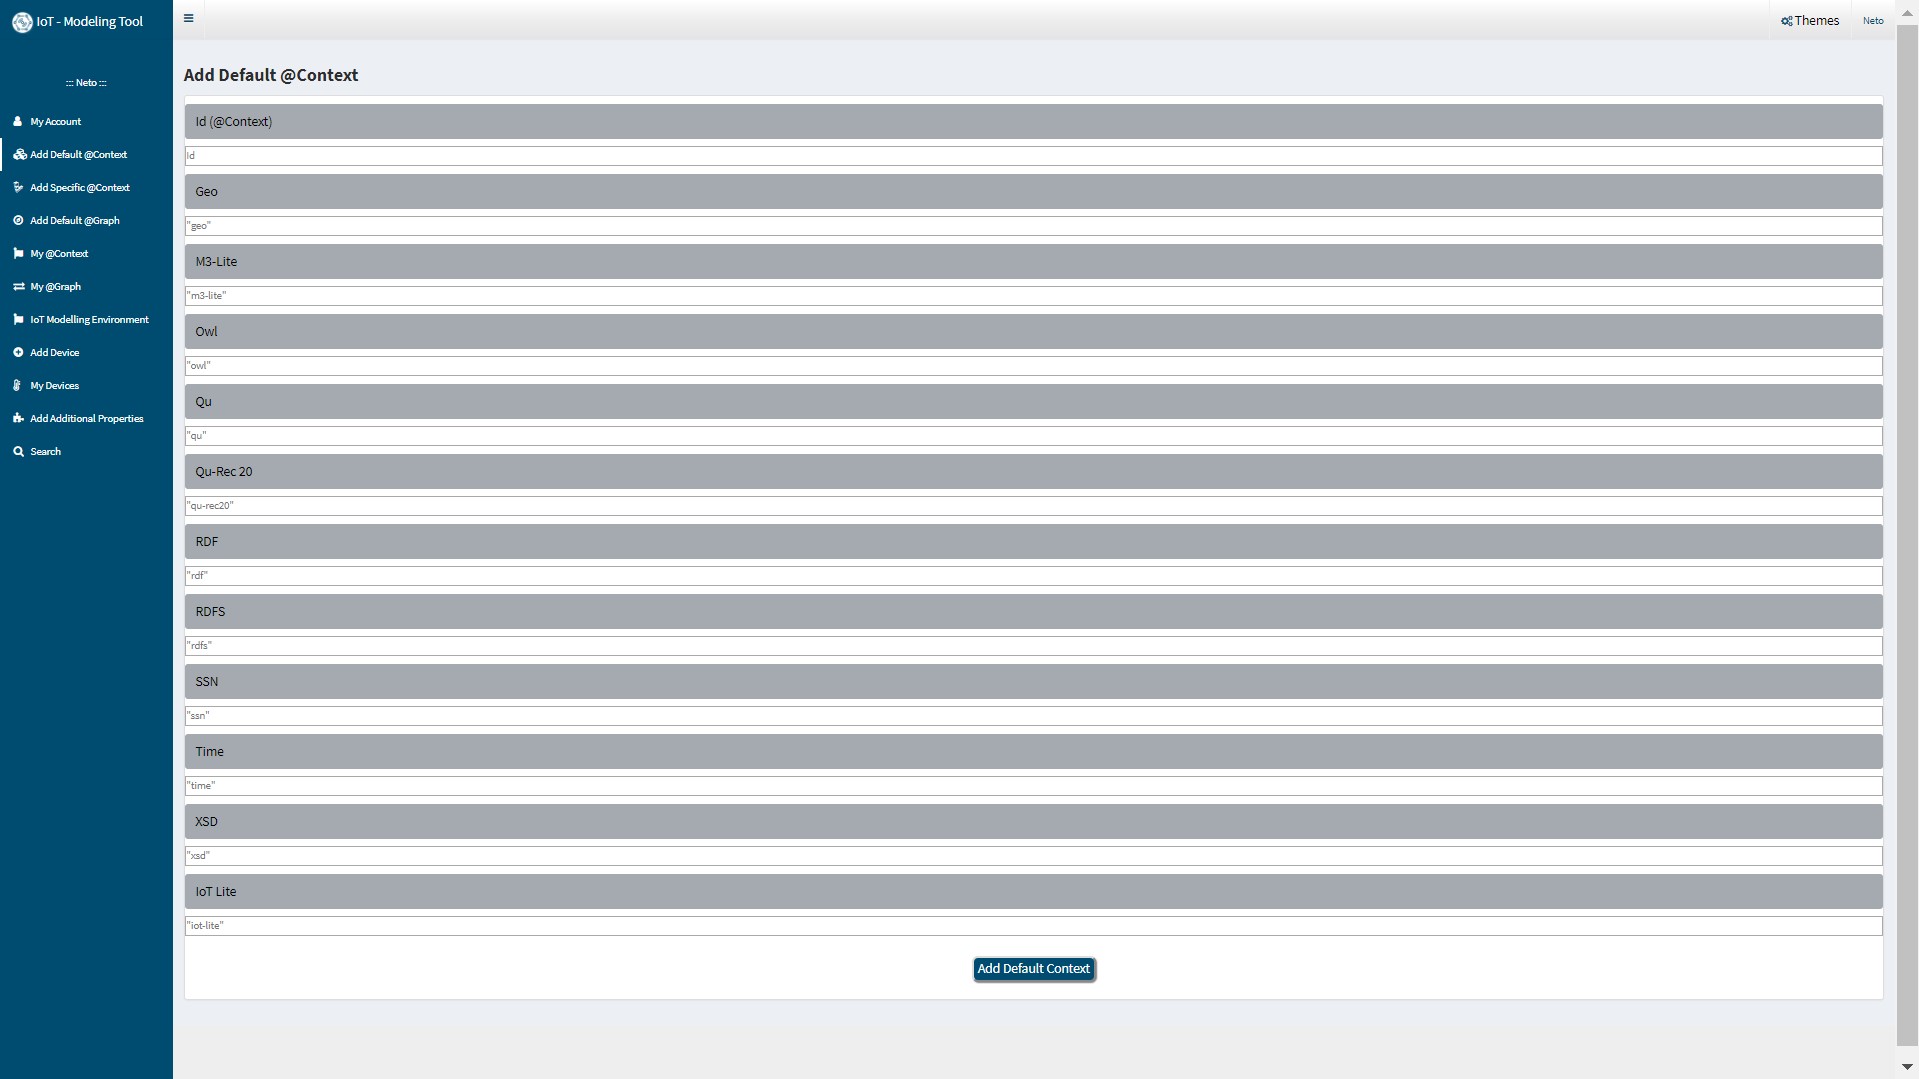 IoT - Modeling Tool
Themes
Neto
::: Neto :::
My Account
Add Default @Context
Add Specific @Context
Add Default @Graph
My @Context
My @Graph
IoT Modelling Environment
Add Device
My Devices
Add Additional Properties
Search
Add Default @Context
Id (@Context)
Id
Geo
"geo"
M3-Lite
"m3-lite"
Owl
"owl"
Qu
"qu"
Qu-Rec 20
"qu-rec20"
RDF
"rdf"
RDFS
"rdfs"
SSN
"ssn"
Time
"time"
XSD
"xsd"
IoT Lite
"iot-lite"
Add Default Context